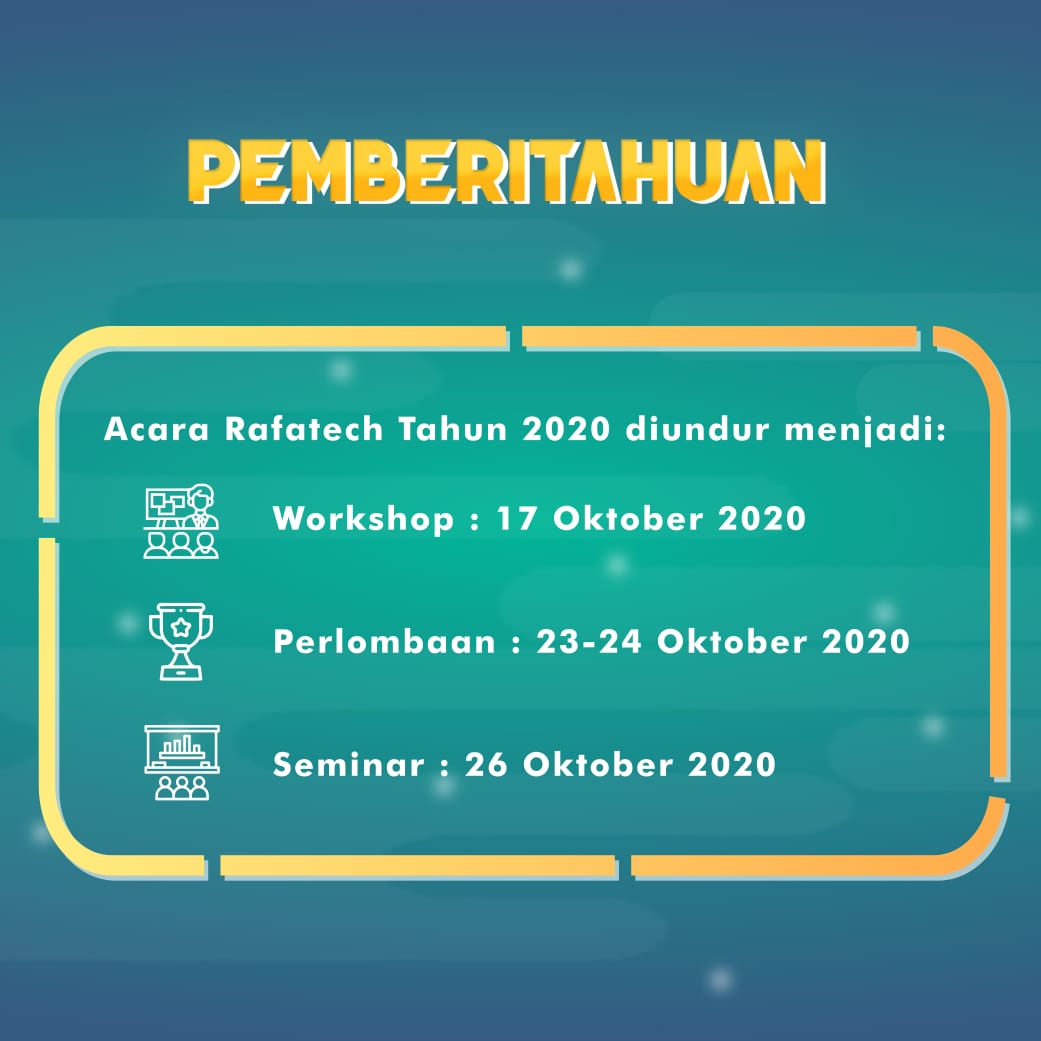 PEMBERITAHUAN
Acara Rafatech Tahun 2020 diundur menjadi:
Workshop : 17 Oktober 2020
Perlombaan : 23-24 Oktober 2020
Seminar : 26 Oktober 2020